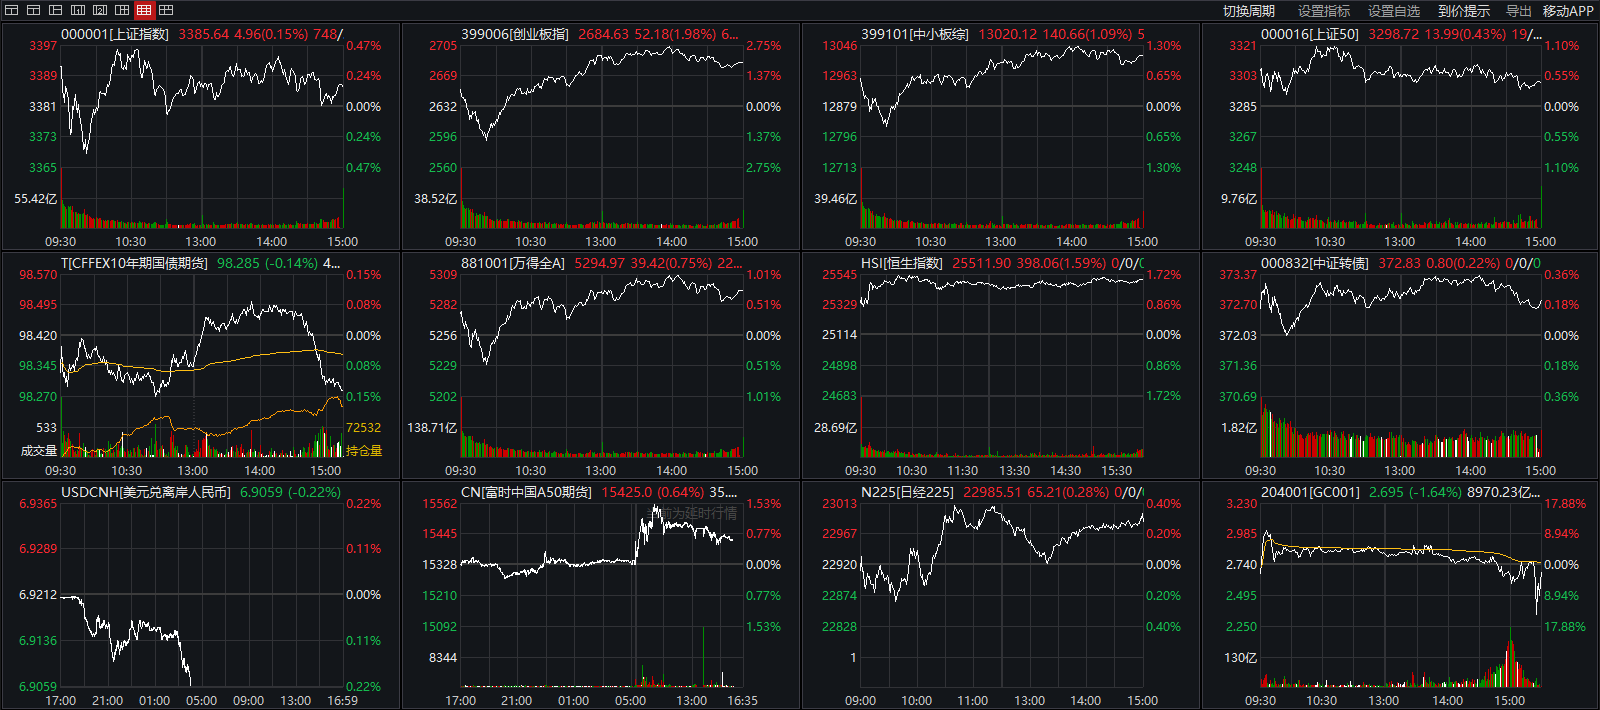 切换周期 设置指标 设置自选 到价提示 导出 移动APP
000001[上证指数] 3385.64 4.96(0.15%) 748/
3397 0.47%
3389 0.24%
3381 0.00%
3373 0.24%
3365 0.47%
55.42亿
09:30 10:30 13:00 14:00 15:00
399006[创业板指] 2684.63 52.18(1.98%) 6...
2705 2.75%
2669 1.37%
2632 0.00%
2596 1.37%
2560 2.75%
38.52亿
09:30 10:30 13:00 14:00 15:00
399101[中小板综] 13020.12 140.66(1.09%) 5
13046 1.30%
12963 0.65%
12879 0.00%
12796 0.65%
12713 1.30%
39.46亿
09:30 10:30 13:00 14:00 15:00
000016[上证50] 3298.72 13.99(0.43%) 19/...
3321 1.10%
3303 0.55%
3285 0.00%
3267 0.55%
3248 1.10%
9.76亿
09:30 10:30 13:00 14:00 15:00
T[CFFEX10年期国债期货] 98.285 (-0.14%) 4...
98.570 0.15%
98.495 0.08%
98.420 0.00%
98.345 0.08%
98.270 0.15%
533 72532
成交量 持仓量
09:30 10:30 13:00 14:00 15:00
881001[万得全A] 5294.97 39.42(0.75%) 22...
5309 1.01%
5282 0.51%
5256 0.00%
5229 0.51%
5202 1.01%
138.71亿
09:30 10:30 13:00 14:00 15:00
HSI[恒生指数] 25511.90 398.06(1.59%) 0/0/0
25545 1.72%
25329 0.86%
25114 0.00%
24898 0.86%
24683 1.72%
28.69亿
09:30 10:30 11:30 13:30 14:30 15:30
000832[中证转债] 372.83 0.80(0.22%) 0/0/0
373.37 0.36%
372.70 0.18%
372.03 0.00%
371.36 0.18%
370.69 0.36%
1.82亿
09:30 10:30 13:00 14:00 15:00
USDCNH[美元兑离岸人民币] 6.9059 (-0.22%)
6.9365 0.22%
6.9289 0.11%
6.9212 0.00%
6.9136 0.11%
6.9059 0.22%
17:00 21:00 01:00 05:00 09:00 13:00 16:59
CN[富时中国A50期货] 15425.0 (0.64%) 35....
当前为延时行情
15562 1.53%
15445 0.77%
15328 0.00%
15210 0.77%
15092 1.53%
8344
17:00 21:00 01:00 05:00 13:00 16:35
N225[日经225] 22985.51 65.21(0.28%) 0/0/
23013 0.40%
22967 0.20%
22920 0.00%
22874 0.20%
22828 0.40%
1
09:00 10:00 11:00 13:00 14:00 15:00
204001[GC001] 2.695 (-1.64%) 8970.23亿...
3.230 17.88%
2.985 8.94%
2.740 0.00%
2.495 8.94%
2.250 17.88%
130亿
09:30 10:30 13:00 14:00 15:00